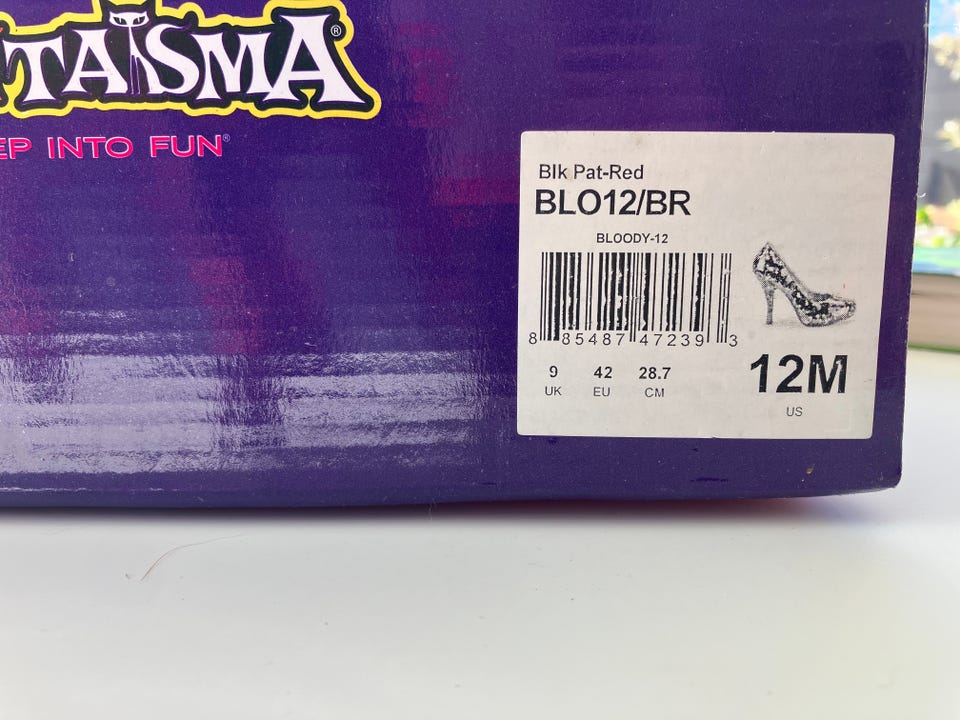 TAISMA®
EP INTO FUN®
Blk Pat-Red
BLO12/BR
BLOODY-12
8 85487 47239 3
9 42 28.7
UK EU CM
12M
US